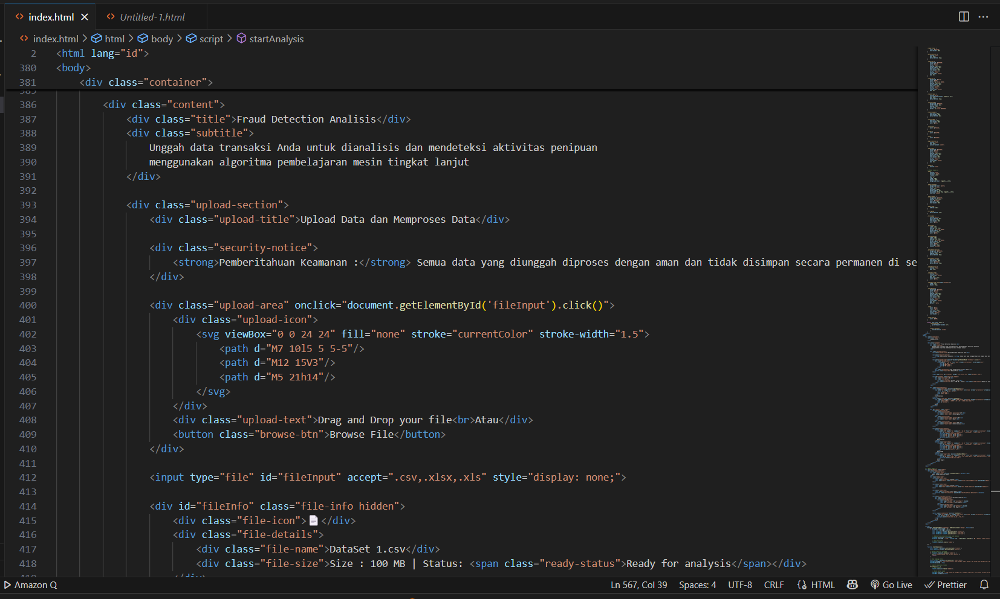 index.html
Untitled-1.html
index.html > html > body > script > startAnalysis
2 <html lang="id">
380 <body>
381 <div class="container">
385
386 <div class="content">
387 <div class="title">Fraud Detection Analisis</div>
388 <div class="subtitle">
389 Unggah data transaksi Anda untuk dianalisis dan mendeteksi aktivitas penipuan
390 menggunakan algoritma pembelajaran mesin tingkat lanjut
391 </div>
392
393 <div class="upload-section">
394 <div class="upload-title">Upload Data dan Memproses Data</div>
395
396 <div class="security-notice">
397 <strong>Pemberitahuan Keamanan :</strong> Semua data yang diunggah diproses dengan aman dan tidak disimpan secara permanen di se
398 </div>
399
400 <div class="upload-area" onclick="document.getElementById('fileInput').click()">
401 <div class="upload-icon">
402 <svg viewBox="0 0 24 24" fill="none" stroke="currentColor" stroke-width="1.5">
403 <path d="M7 10l5 5 5-5"/>
404 <path d="M12 15V3"/>
405 <path d="M5 21h14"/>
406 </svg>
407 </div>
408 <div class="upload-text">Drag and Drop your file<br>Atau</div>
409 <button class="browse-btn">Browse File</button>
410 </div>
411
412 <input type="file" id="fileInput" accept=".csv,.xlsx,.xls" style="display: none;">
413
414 <div id="fileInfo" class="file-info hidden">
415 <div class="file-icon">📄</div>
416 <div class="file-details">
417 <div class="file-name">DataSet 1.csv</div>
418 <div class="file-size">Size : 100 MB | Status: <span class="ready-status">Ready for analysis</span></div>
419 </div>
Amazon Q
Ln 567, Col 39 Spaces: 4 UTF-8 CRLF HTML Go Live Prettier